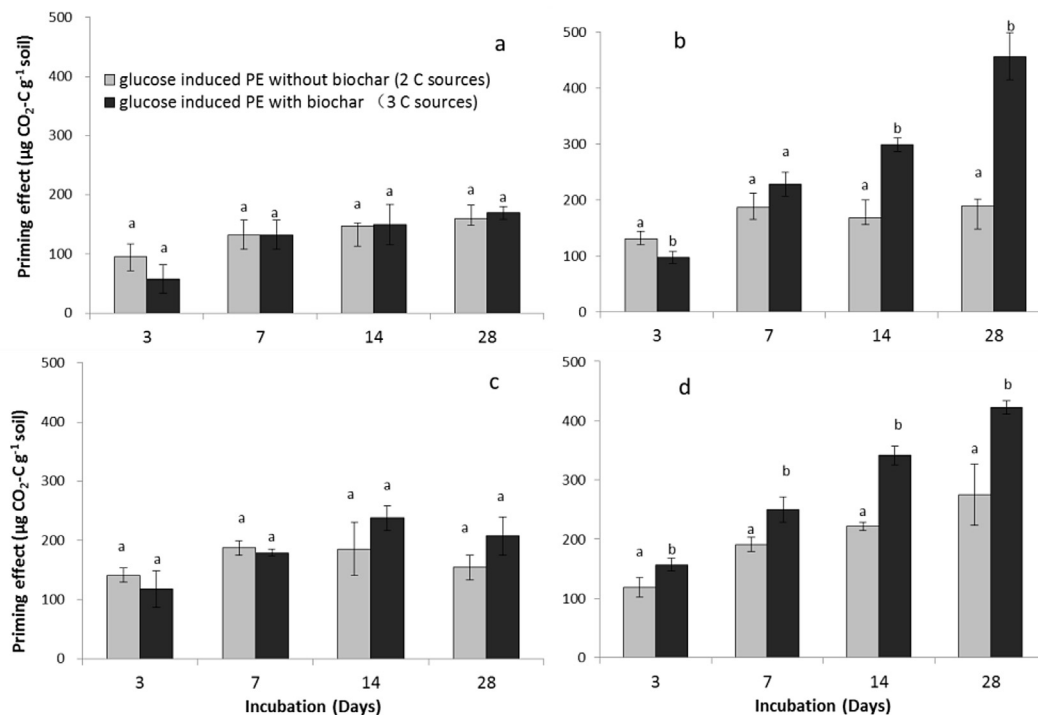 500
400
300
200
100
0
Priming effect (µg CO₂-C g⁻¹ soil)
a
glucose induced PE without biochar (2 C sources)
glucose induced PE with biochar （3 C sources)
a a a a a a a a
3 7 14 28
500
400
300
200
100
0
b
a b a a a b a b
3 7 14 28
500
400
300
200
100
0
Priming effect (µg CO₂-C g⁻¹ soil)
c
a a a a a a a a
3 7 14 28
Incubation (Days)
500
400
300
200
100
0
d
a b a b a b a b
3 7 14 28
Incubation (Days)